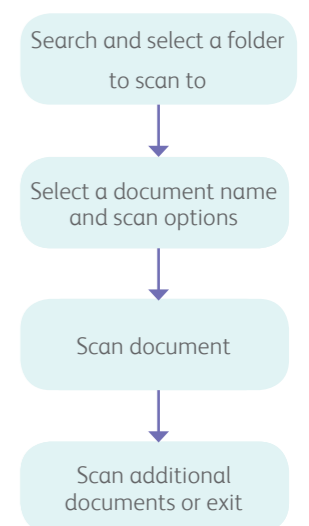 Search and select a folder
to scan to
Select a document name
and scan options
Scan document
Scan additional
documents or exit